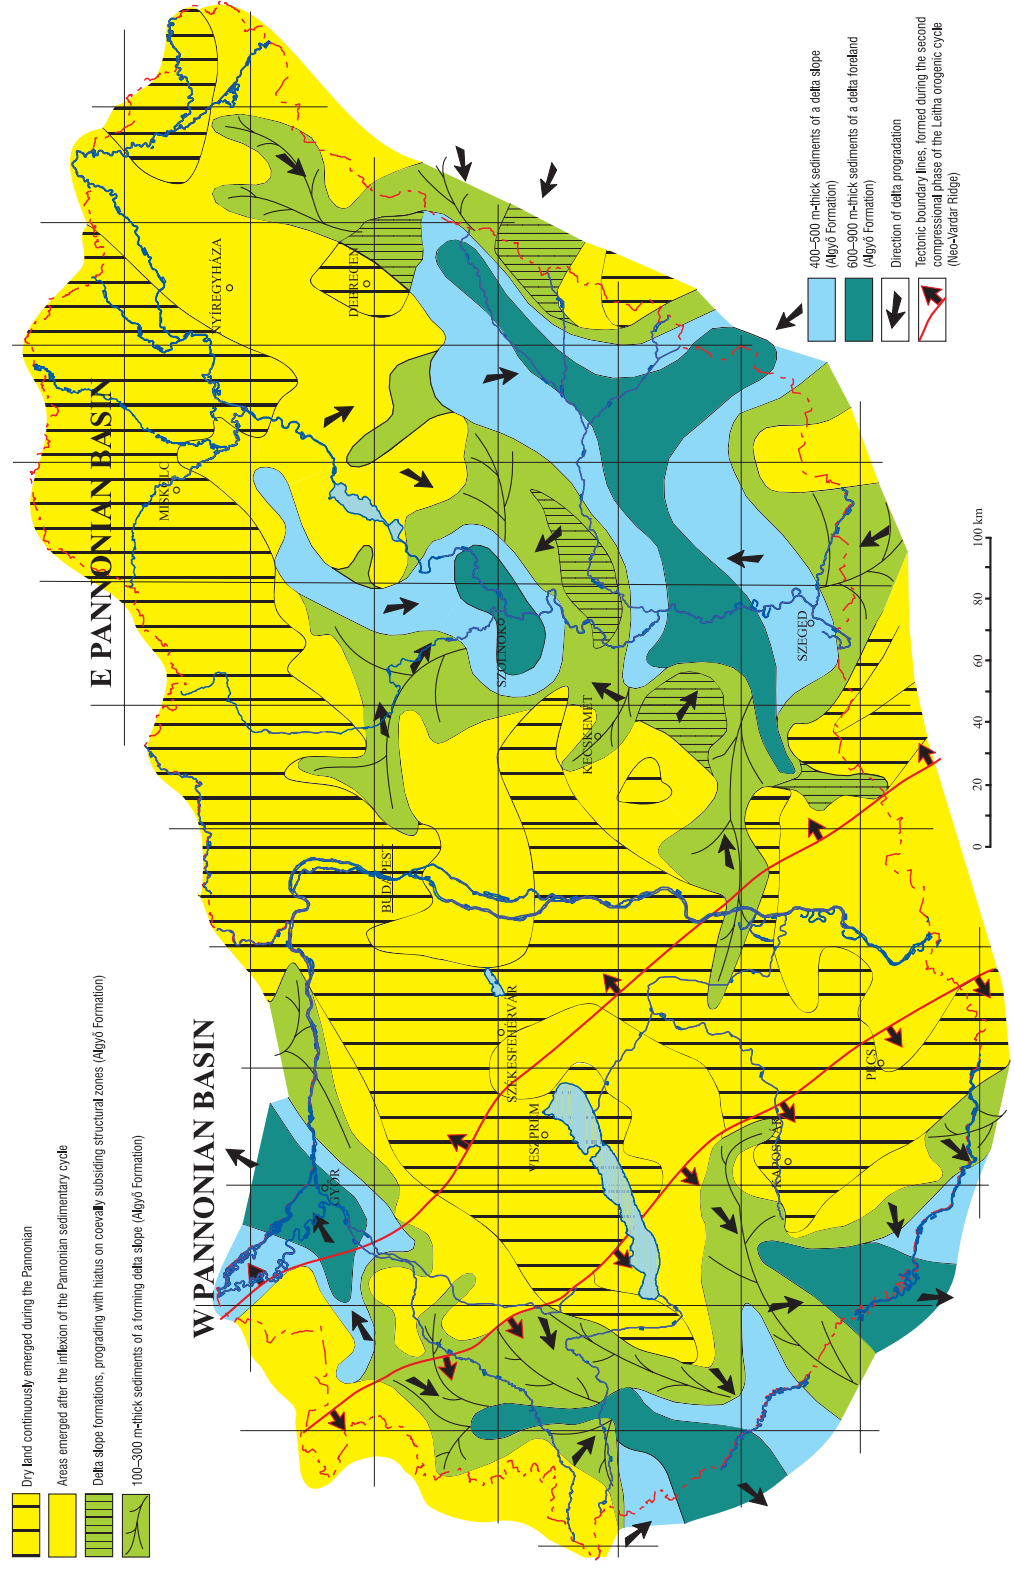 W PANNONIAN BASIN
E PANNONIAN BASIN
GYŐR
VESZPRÉM
SZÉKESFEHÉRVÁR
BUDAPEST
KAPOSVÁR
PÉCS
KECSKEMÉT
SZOLNOK
SZEGED
MISKOLC
NYÍREGYHÁZA
DEBRECEN
Dry land continuously emerged during the Pannonian
Areas emerged after the inflexion of the Pannonian sedimentary cycle
Delta slope formations, prograding with hiatus on coevally subsiding structural zones (Algyő Formation)
100–300 m-thick sediments of a forming delta slope (Algyő Formation)
0 20 40 60 80 100 km
400–500 m-thick sediments of a delta slope
(Algyő Formation)
600–900 m-thick sediments of a delta foreland
(Algyő Formation)
Direction of delta progradation
Tectonic boundary lines, formed during the second
compressional phase of the Leitha orogenic cycle
(Neo-Vardar Ridge)